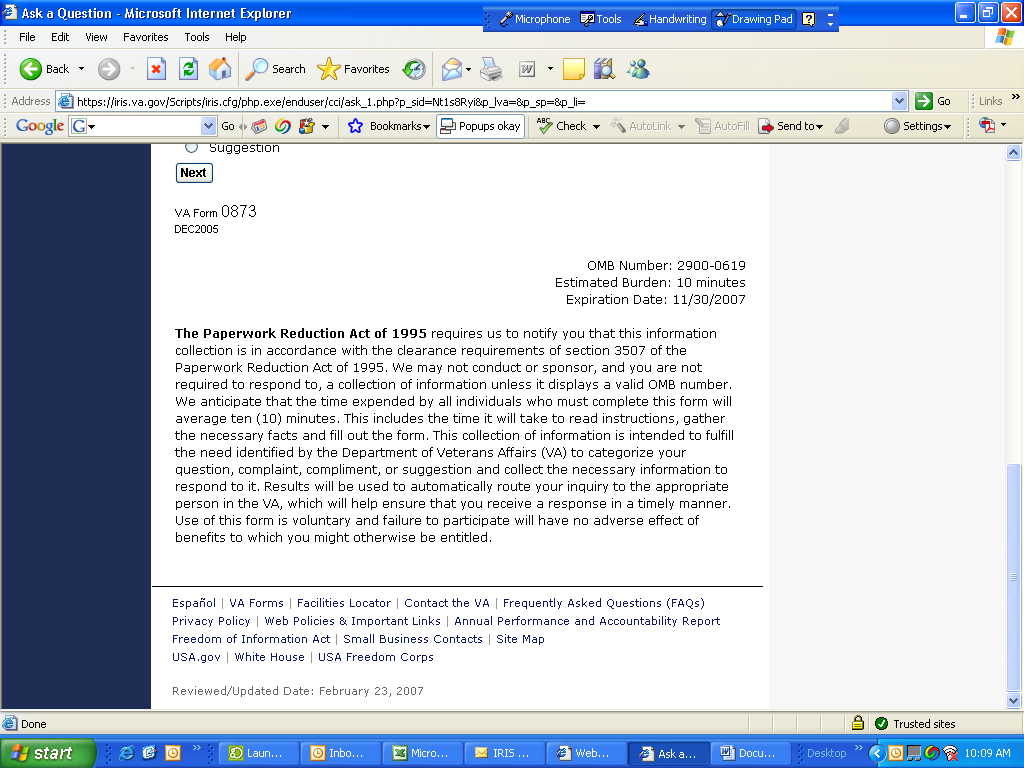 Ask a Question - Microsoft Internet Explorer
Microphone Tools Handwriting Drawing Pad ?
File Edit View Favorites Tools Help
Back Search Favorites W
Address https://iris.va.gov/Scripts/iris.cfg/php.exe/enduser/cci/ask_1.php?p_sid=Nt1s8Ryi&p_lva=&p_sp=&p_li= Go Links »
Google G Go Bookmarks Popups okay ABC Check AutoLink AutoFill Send to Settings
Suggestion
Next
VA Form 0873
DEC2005
OMB Number: 2900-0619
Estimated Burden: 10 minutes
Expiration Date: 11/30/2007
The Paperwork Reduction Act of 1995 requires us to notify you that this information
collection is in accordance with the clearance requirements of section 3507 of the
Paperwork Reduction Act of 1995. We may not conduct or sponsor, and you are not
required to respond to, a collection of information unless it displays a valid OMB number.
We anticipate that the time expended by all individuals who must complete this form will
average ten (10) minutes. This includes the time it will take to read instructions, gather
the necessary facts and fill out the form. This collection of information is intended to fulfill
the need identified by the Department of Veterans Affairs (VA) to categorize your
question, complaint, compliment, or suggestion and collect the necessary information to
respond to it. Results will be used to automatically route your inquiry to the appropriate
person in the VA, which will help ensure that you receive a response in a timely manner.
Use of this form is voluntary and failure to participate will have no adverse effect of
benefits to which you might otherwise be entitled.
Español | VA Forms | Facilities Locator | Contact the VA | Frequently Asked Questions (FAQs)
Privacy Policy | Web Policies & Important Links | Annual Performance and Accountability Report
Freedom of Information Act | Small Business Contacts | Site Map
USA.gov | White House | USA Freedom Corps
Reviewed/Updated Date: February 23, 2007
Done Trusted sites
start » Laun... Inbo... Micro... IRIS ... Web... Ask a... Docu... Desktop » 10:09 AM